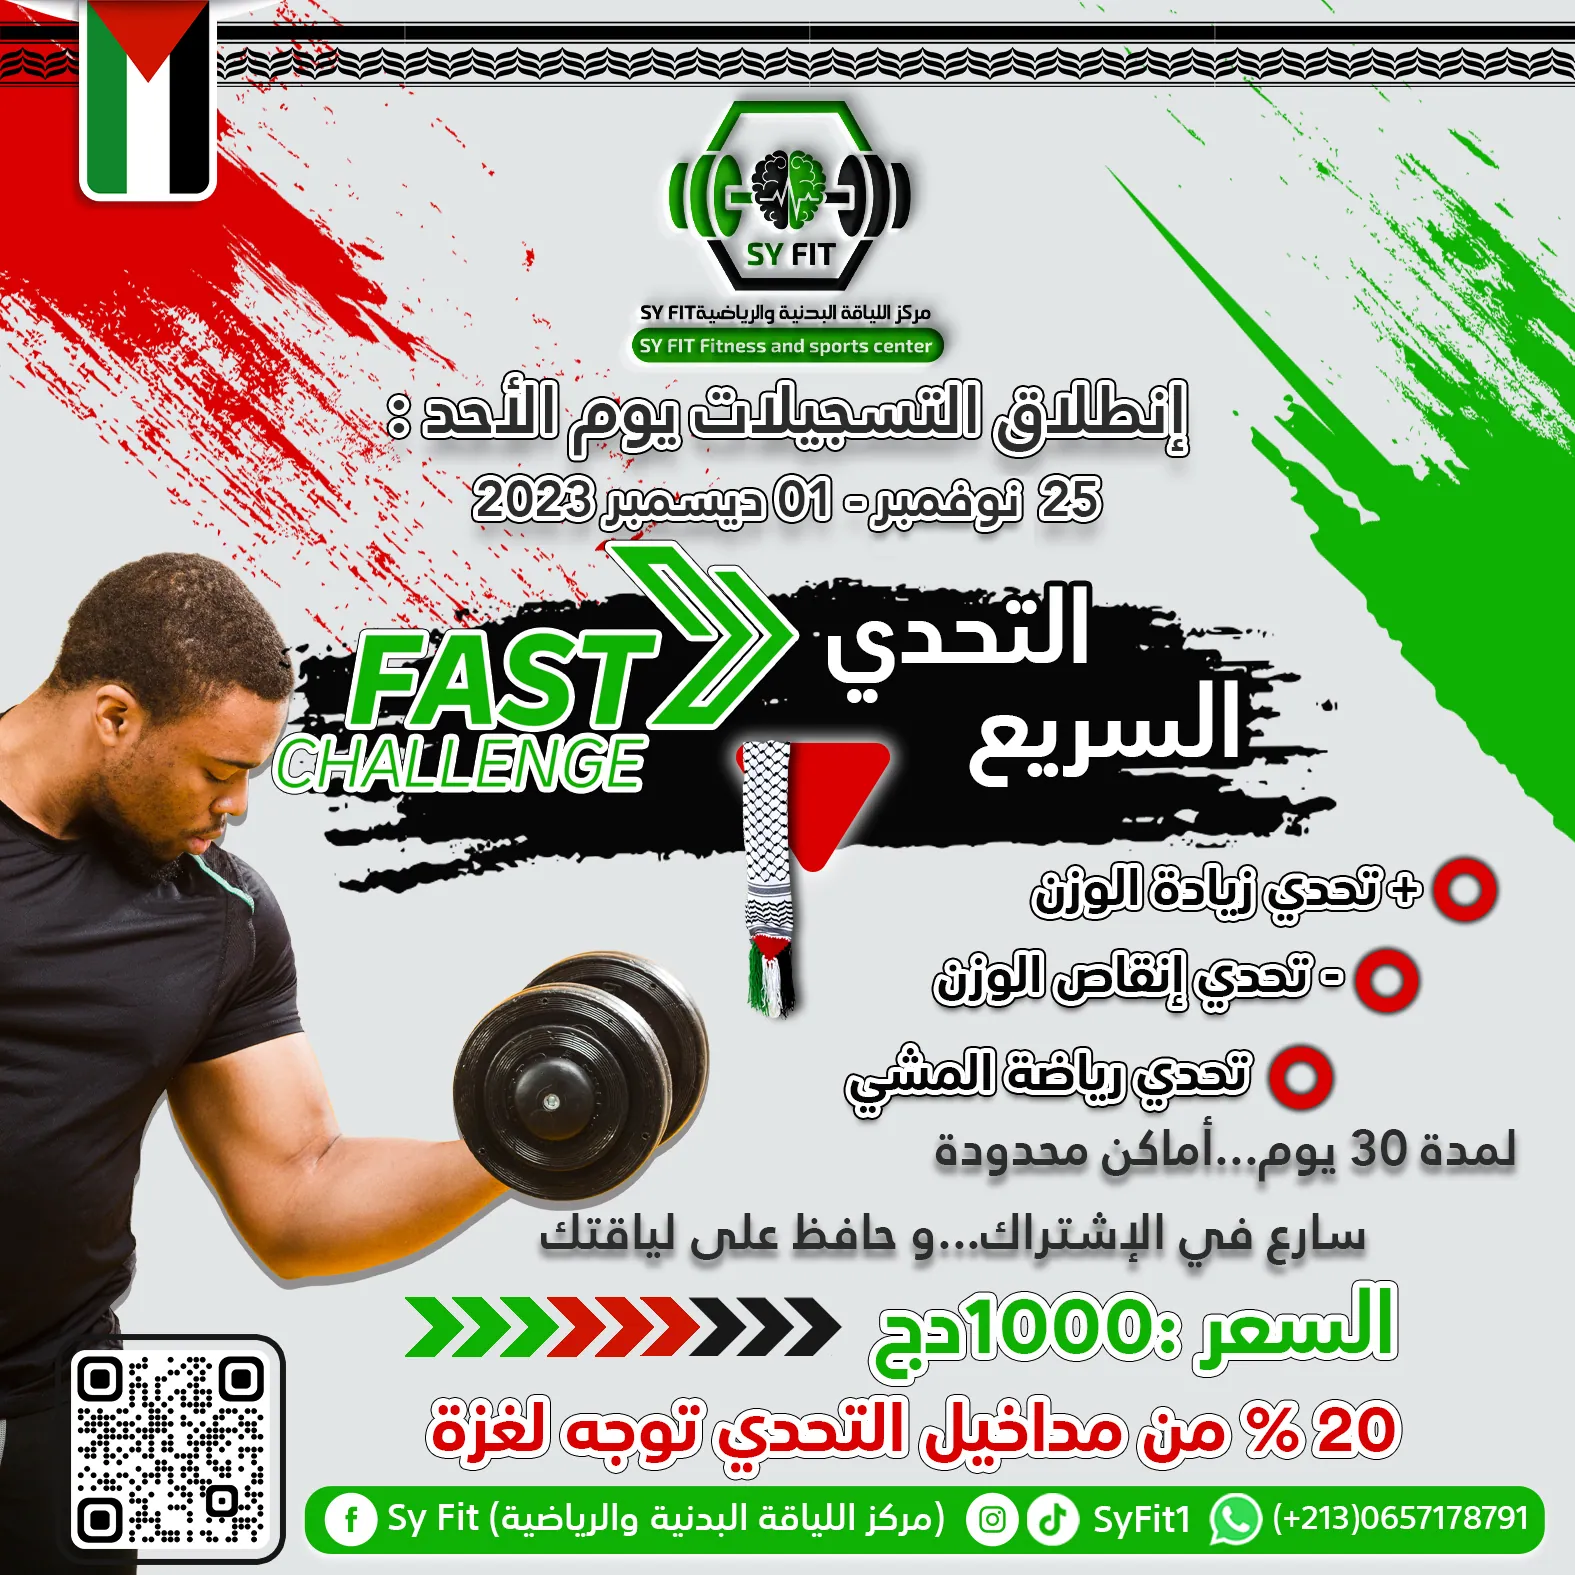 SY FIT
مركز اللياقة البدنية والرياضية SY FIT
SY FIT Fitness and sports center
إنطلاق التسجيلات يوم الأحد :
25 نوفمبر - 01 ديسمبر 2023
التحدي
السريع
FAST
CHALLENGE
+ تحدي زيادة الوزن
- تحدي إنقاص الوزن
تحدي رياضة المشي
لمدة 30 يوم...أماكن محدودة
سارع في الإشتراك...و حافظ على لياقتك
السعر :1000دج
20 % من مداخيل التحدي توجه لغزة
Sy Fit (مركز اللياقة البدنية والرياضية) SyFit1 (+213)0657178791